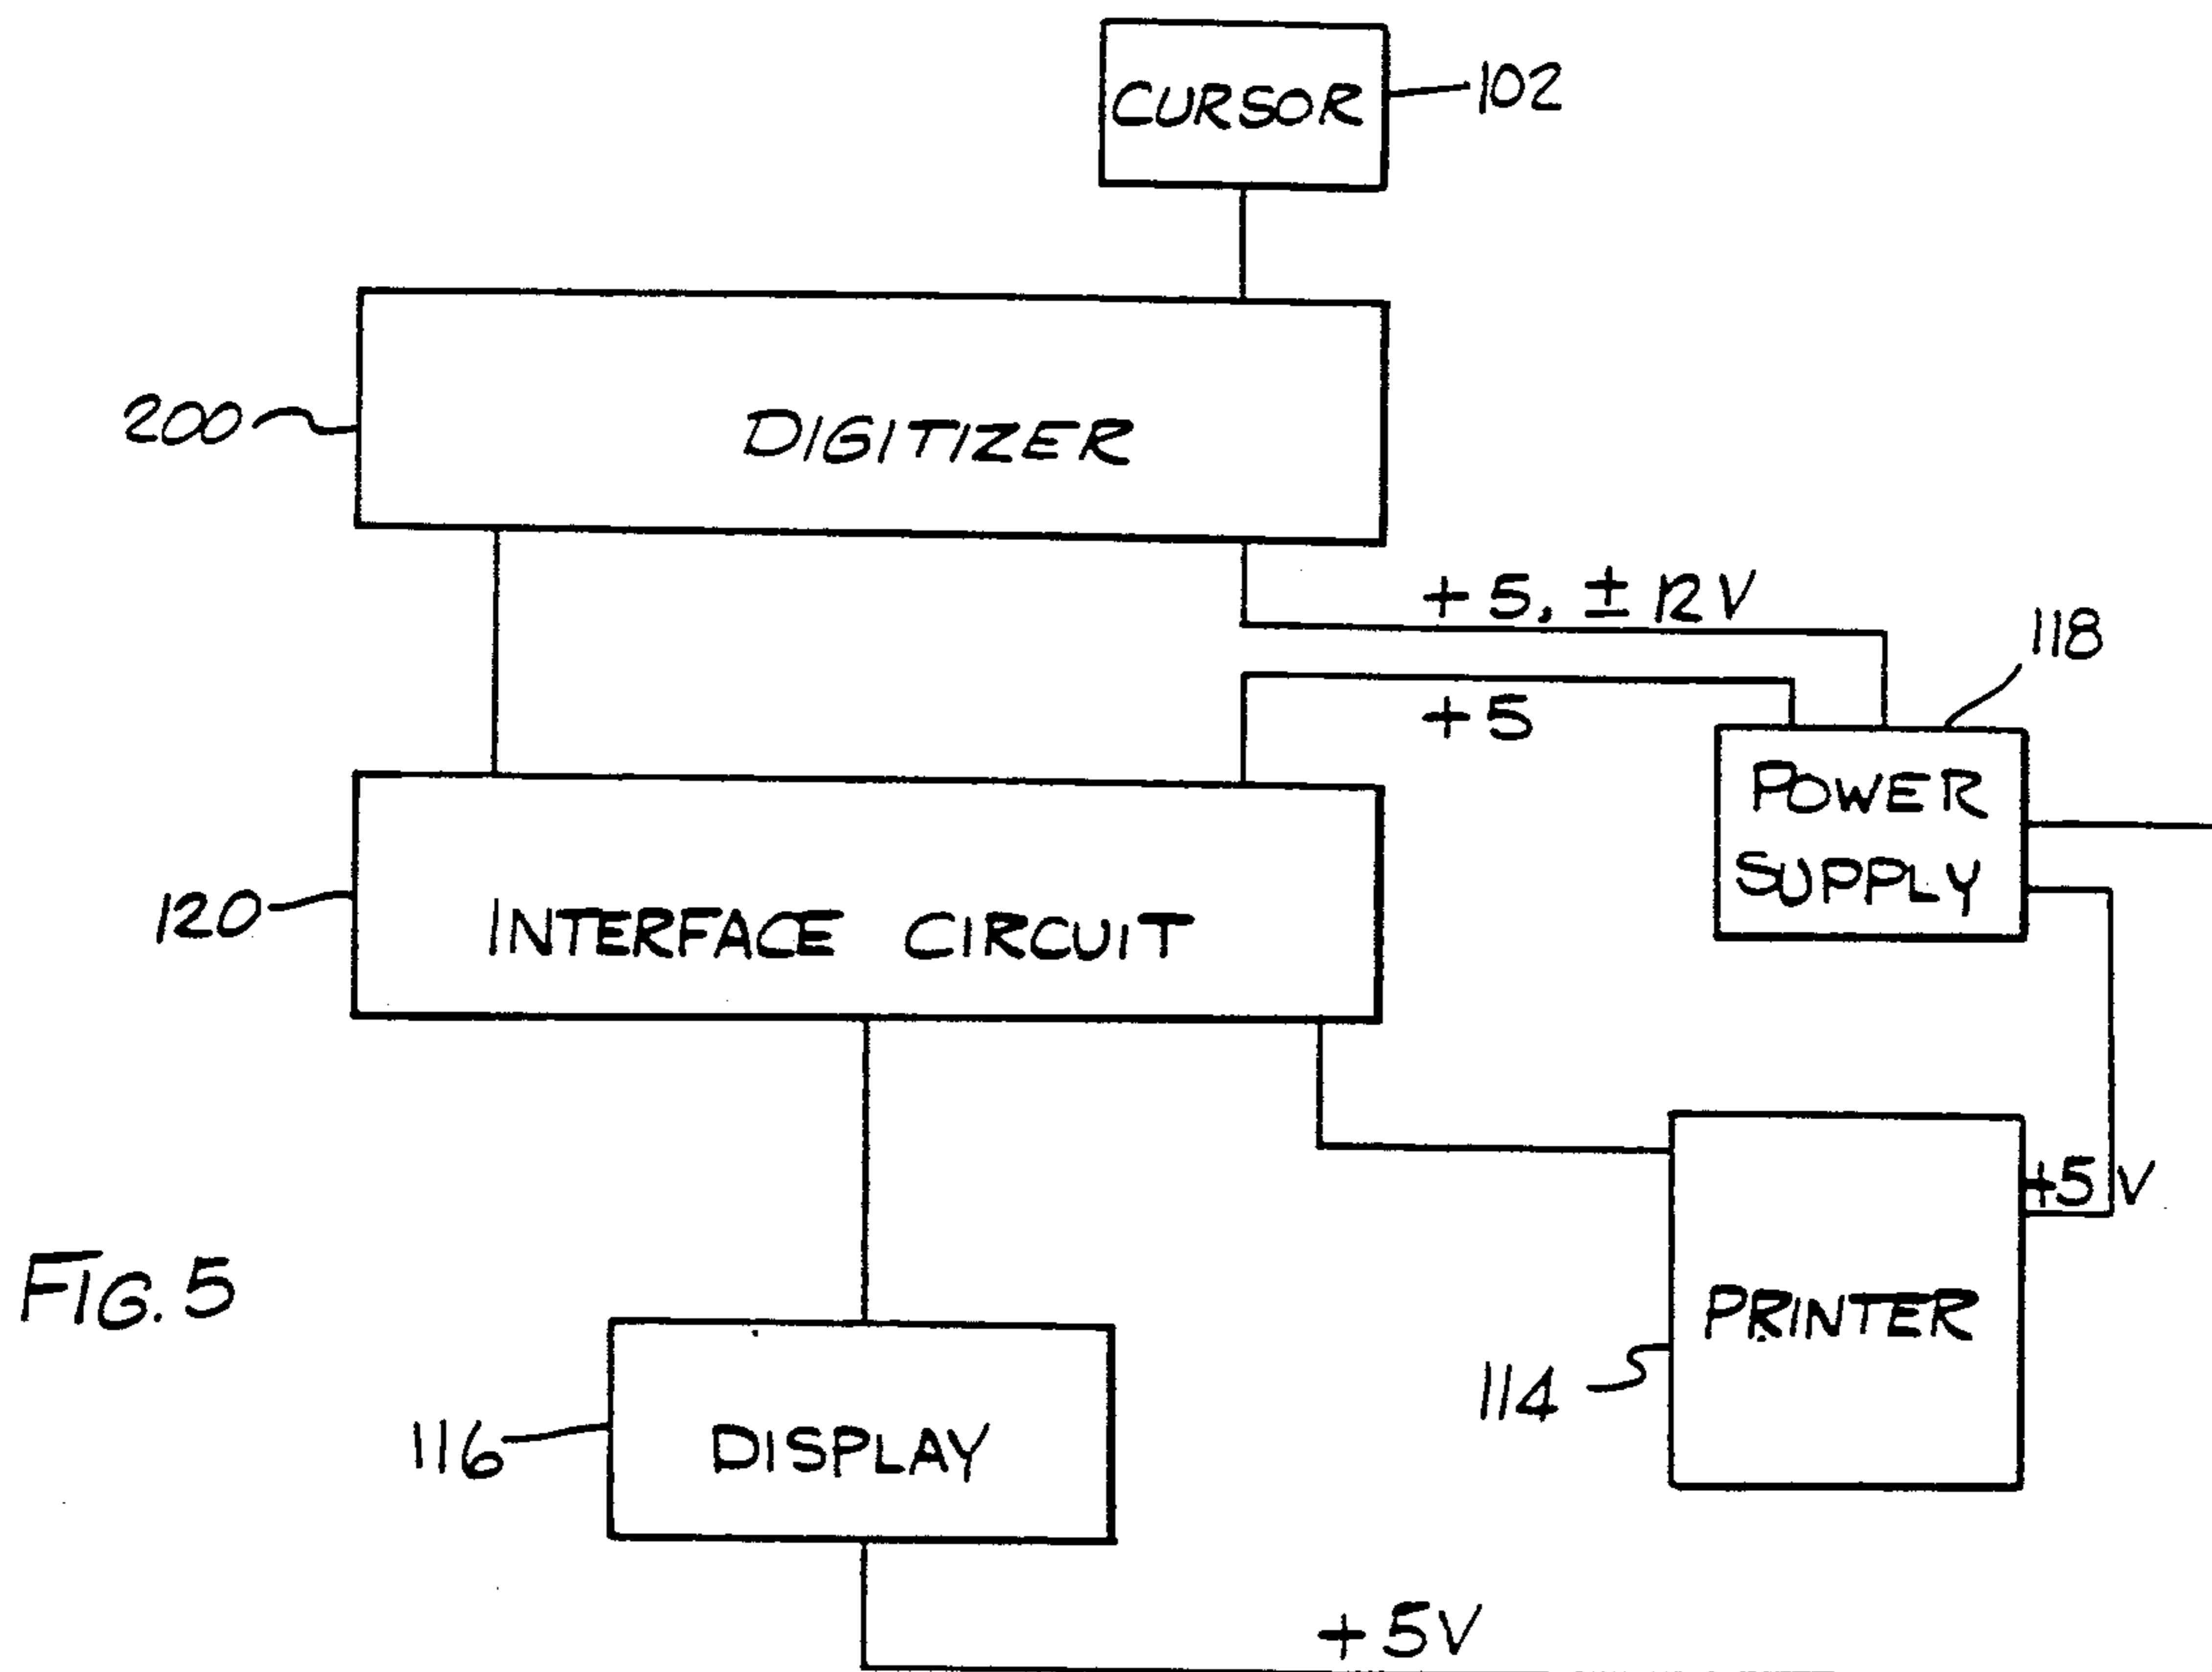 CURSOR
102
200
DIGITIZER
+5, ±12V
118
+5
POWER
SUPPLY
120
INTERFACE CIRCUIT
+5V
FIG. 5
PRINTER
114
116
DISPLAY
+5V